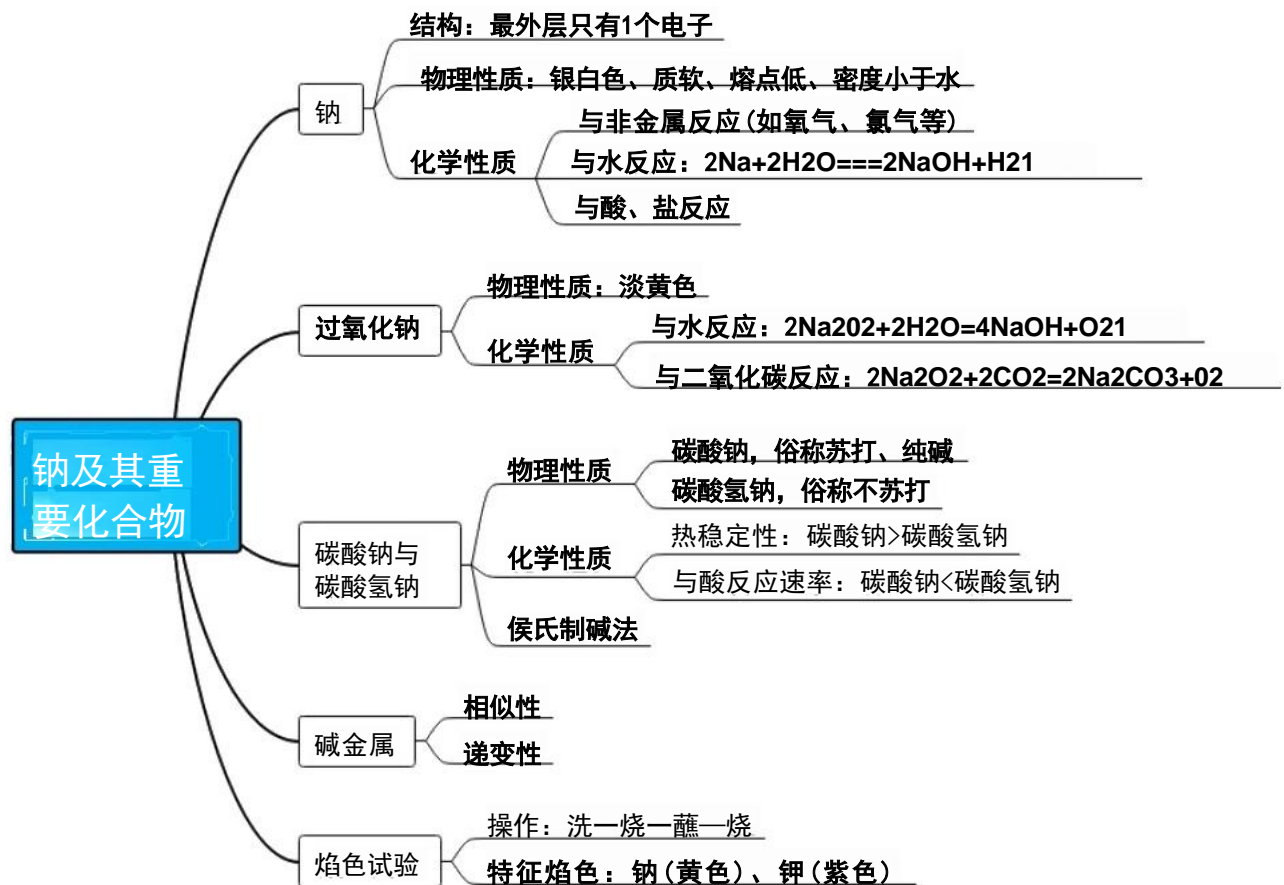 钠及其重
要化合物
钠
结构：最外层只有1个电子
物理性质：银白色、质软、熔点低、密度小于水
化学性质
与非金属反应(如氧气、氯气等)
与水反应：2Na+2H2O===2NaOH+H21
与酸、盐反应
过氧化钠
物理性质：淡黄色
化学性质
与水反应：2Na202+2H2O=4NaOH+O21
与二氧化碳反应：2Na2O2+2CO2=2Na2CO3+02
碳酸钠与
碳酸氢钠
物理性质
碳酸钠，俗称苏打、纯碱
碳酸氢钠，俗称不苏打
化学性质
热稳定性：碳酸钠>碳酸氢钠
与酸反应速率：碳酸钠<碳酸氢钠
侯氏制碱法
碱金属
相似性
递变性
焰色试验
操作：洗一烧一蘸—烧
特征焰色：钠(黄色)、钾(紫色)